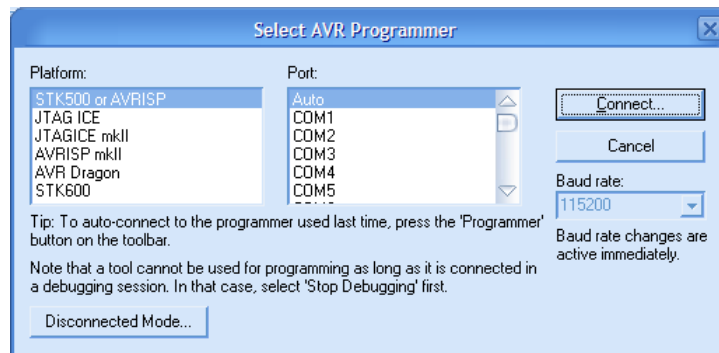 Select AVR Programmer
Platform:
STK500 or AVRISP
JTAG ICE
JTAGICE mkII
AVRISP mkII
AVR Dragon
STK600
Port:
Auto
COM1
COM2
COM3
COM4
COM5
Connect...
Cancel
Baud rate:
115200
Baud rate changes are
active immediately.
Tip: To auto-connect to the programmer used last time, press the 'Programmer'
button on the toolbar.
Note that a tool cannot be used for programming as long as it is connected in
a debugging session. In that case, select 'Stop Debugging' first.
Disconnected Mode...